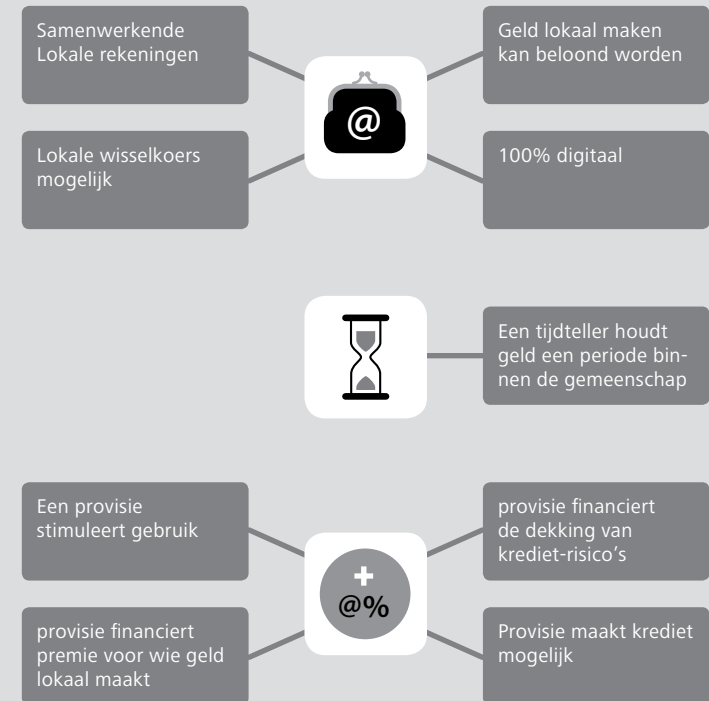 Samenwerkende
Lokale rekeningen
Geld lokaal maken
kan beloond worden
@
Lokale wisselkoers
mogelijk
100% digitaal
Een tijdteller houdt
geld een periode bin-
nen de gemeenschap
Een provisie
stimuleert gebruik
provisie financiert
de dekking van
krediet-risico's
+
@%
provisie financiert
premie voor wie geld
lokaal maakt
Provisie maakt krediet
mogelijk